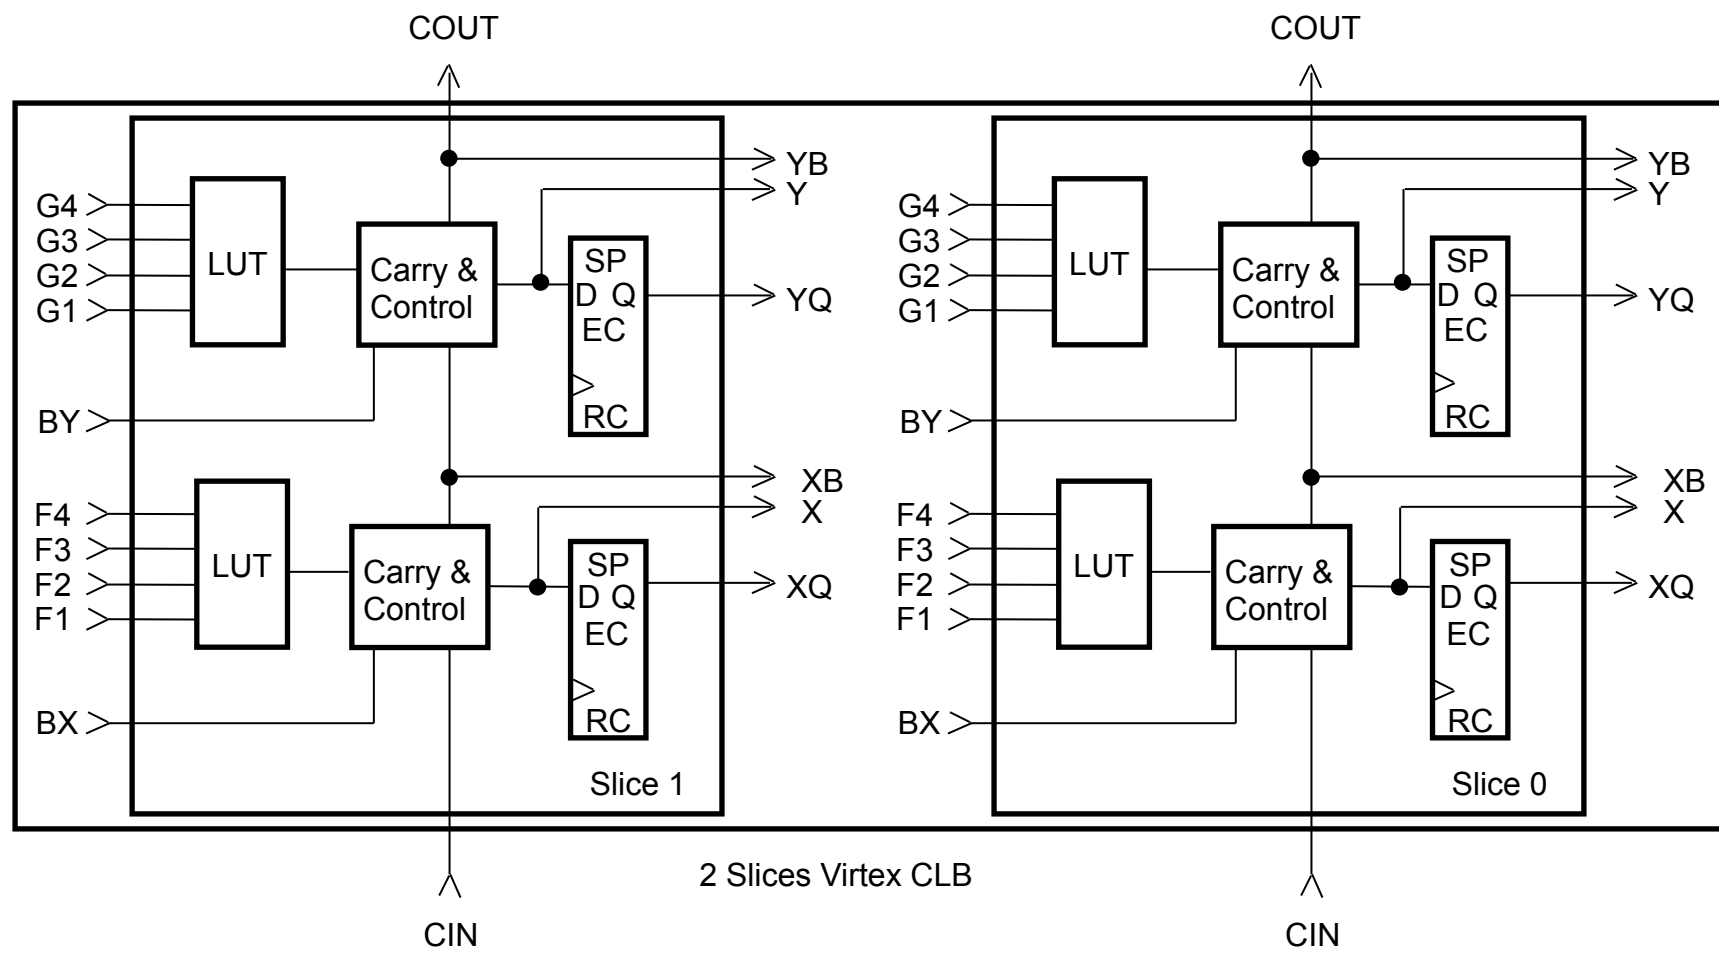 COUT
COUT
YB
Y
G4
G3
G2
G1
LUT
Carry &
Control
SP
D Q
EC
RC
YQ
BY
XB
X
F4
F3
F2
F1
LUT
Carry &
Control
SP
D Q
EC
RC
XQ
BX
Slice 1
YB
Y
G4
G3
G2
G1
LUT
Carry &
Control
SP
D Q
EC
RC
YQ
BY
XB
X
F4
F3
F2
F1
LUT
Carry &
Control
SP
D Q
EC
RC
XQ
BX
Slice 0
2 Slices Virtex CLB
CIN
CIN